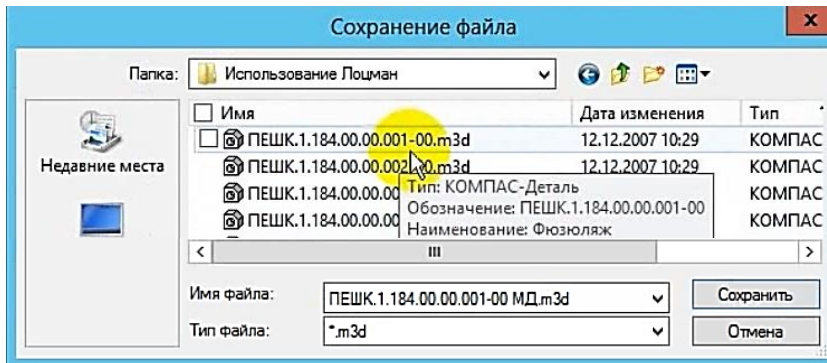 Сохранение файла
x
Папка: Использование Лоцман
Имя Дата изменения Тип
ПЕШК.1.184.00.00.001-00.m3d 12.12.2007 10:29 КОМПАС
ПЕШК.1.184.00.00.002-00.m3d 12.12.2007 10:29 КОМПАС
ПЕШК.1.184.00.00 КОМПАС
ПЕШК.1.184.00.00 КОМПАС
Тип: КОМПАС-Деталь
Обозначение: ПЕШК.1.184.00.00.001-00
Наименование: Фюзюляж
Недавние места
Имя файла: ПЕШК.1.184.00.00.001-00 МД.m3d Сохранить
Тип файла: *.m3d Отмена